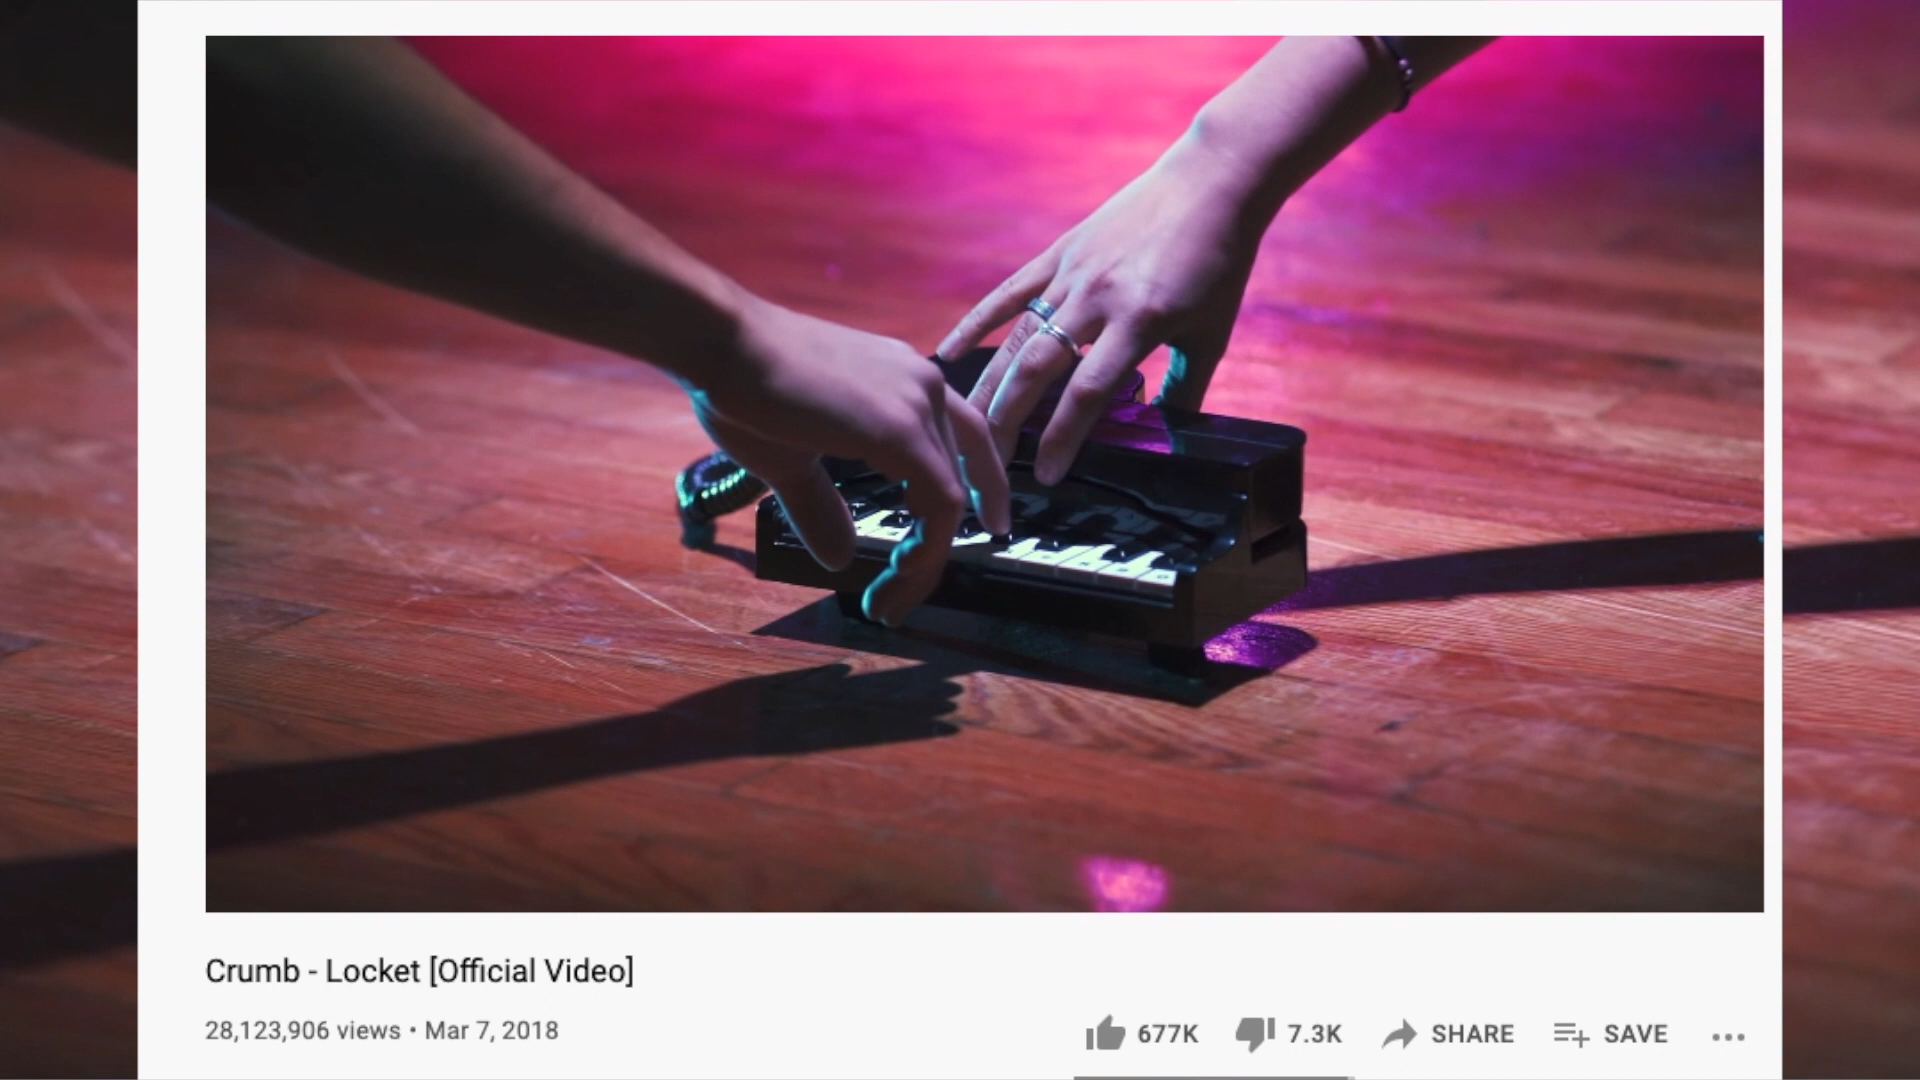 Crumb - Locket [Official Video]
28,123,906 views • Mar 7, 2018
677K 7.3K SHARE SAVE